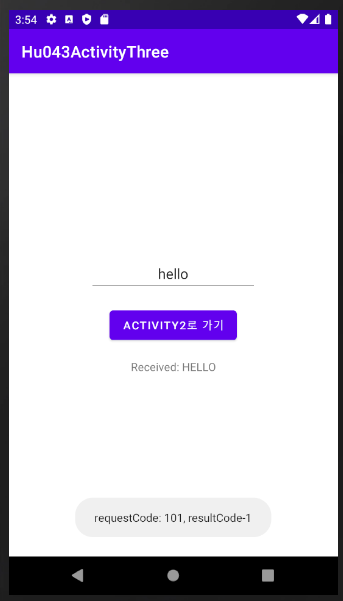 3:54
Hu043ActivityThree
hello
ACTIVITY2로 가기
Received: HELLO
requestCode: 101, resultCode-1